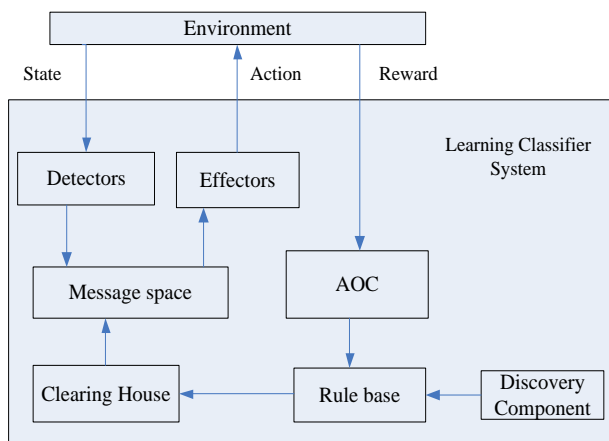 Environment
State
Action
Reward
Learning Classifier
System
Detectors
Effectors
Message space
AOC
Clearing House
Rule base
Discovery
Component